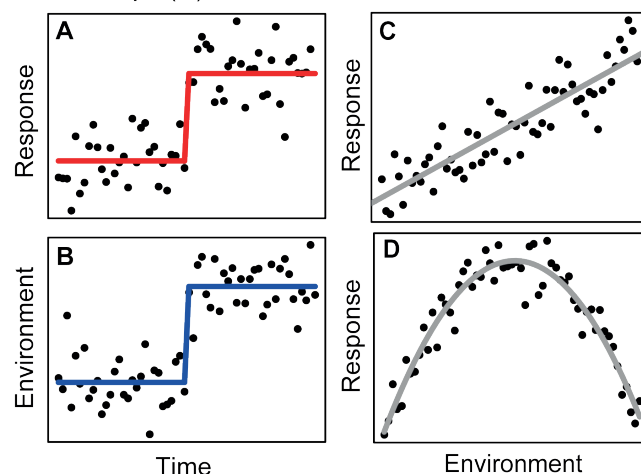 A
Response
C
Response
B
Environment
Time
D
Response
Environment